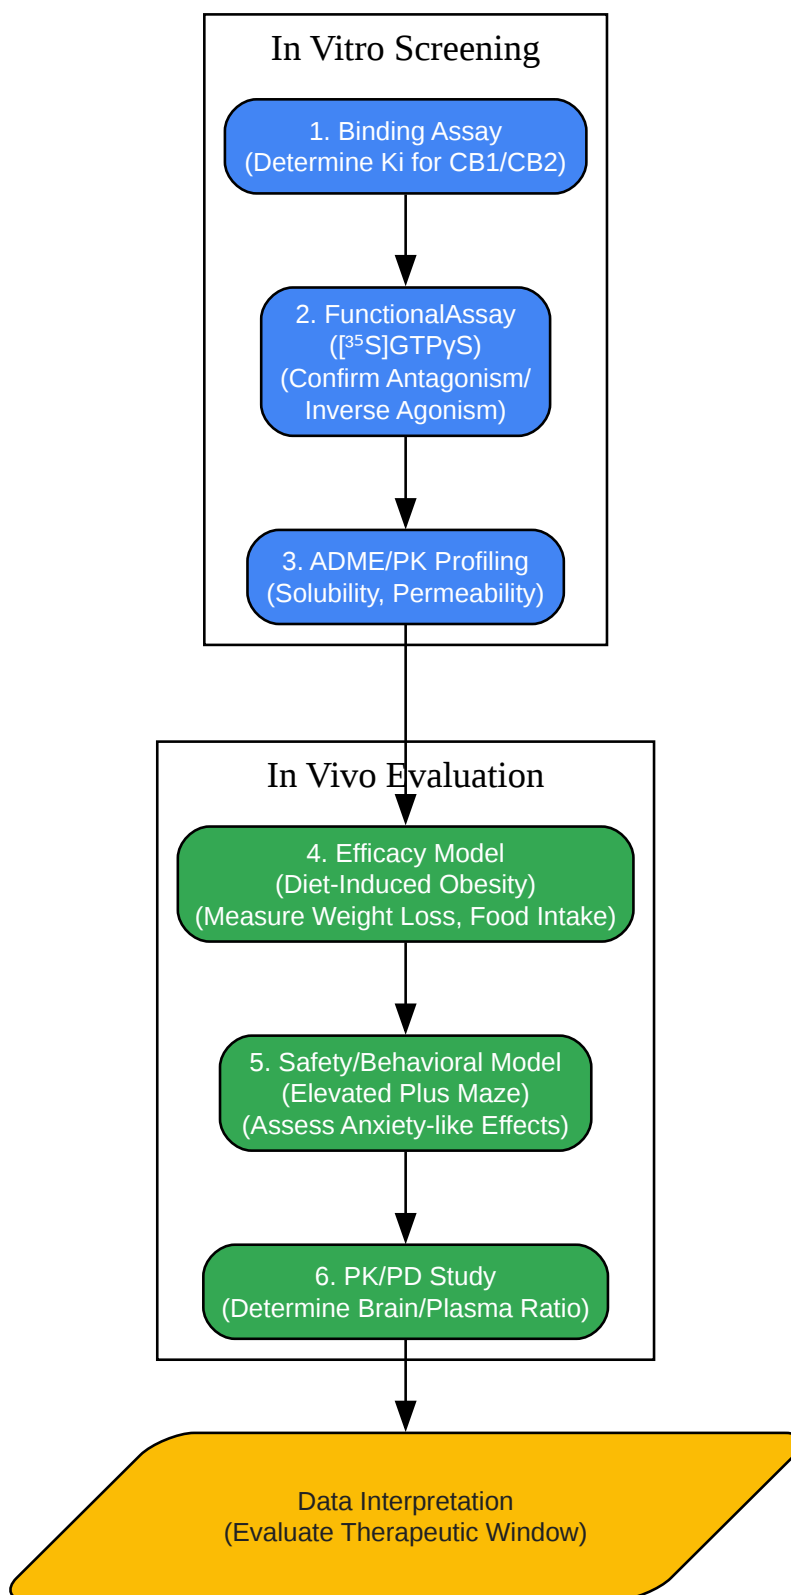 In Vitro Screening
1. Binding Assay
(Determine Ki for CB1/CB2)
2. FunctionalAssay
([³⁵S]GTPγS)
(Confirm Antagonism/
Inverse Agonism)
3. ADME/PK Profiling
(Solubility, Permeability)
In Vivo Evaluation
4. Efficacy Model
(Diet-Induced Obesity)
(Measure Weight Loss, Food Intake)
5. Safety/Behavioral Model
(Elevated Plus Maze)
(Assess Anxiety-like Effects)
6. PK/PD Study
(Determine Brain/Plasma Ratio)
Data Interpretation
(Evaluate Therapeutic Window)